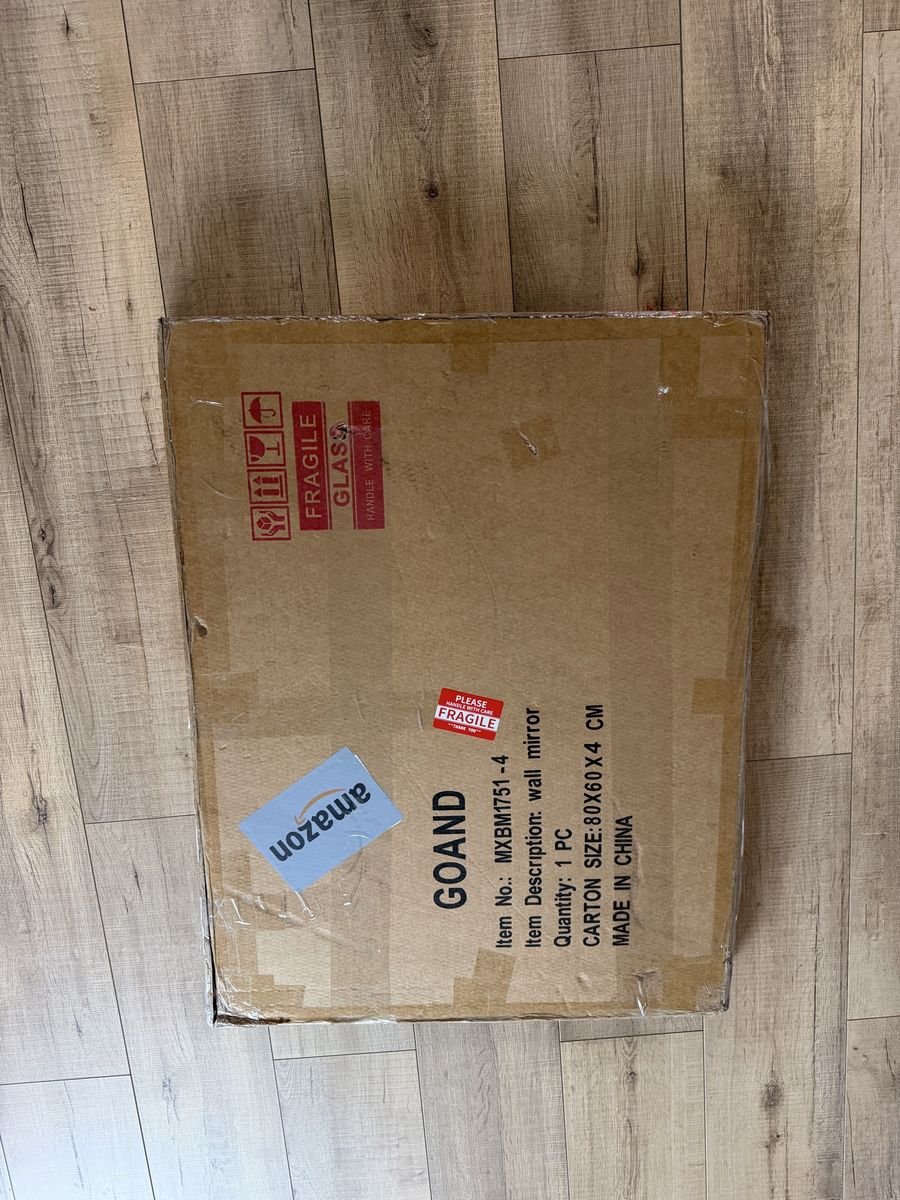 FRAGILE
GLASS
HANDLE WITH CARE
PLEASE
HANDLE WITH CARE
FRAGILE
"THANK YOU"
amazon
GOAND
Item No.: MXBM1751-4
Item Description: wall mirror
Quantity: 1 PC
CARTON SIZE:80X60X4 CM
MADE IN CHINA